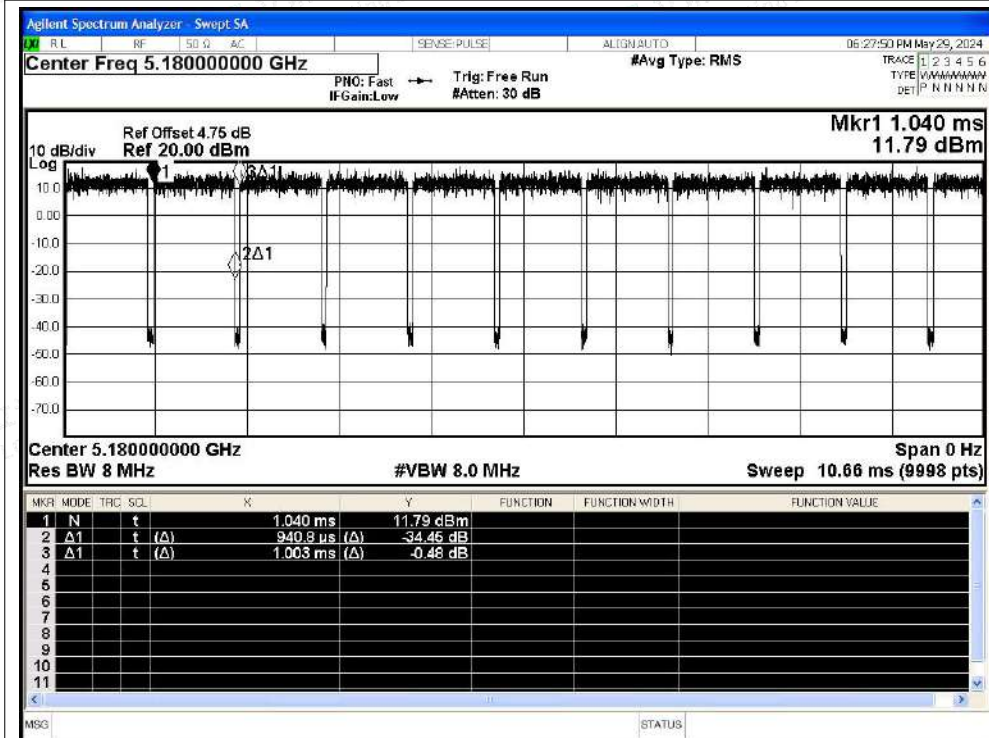 Agilent Spectrum Analyzer - Swept SA
LXI RL RF 50 Ω AC SENSE:PULSE ALIGN AUTO 06:27:50 PM May 29, 2024
Center Freq 5.180000000 GHz
PNO: Fast
IFGain:Low
Trig: Free Run
#Atten: 30 dB
#Avg Type: RMS
TRACE 1 2 3 4 5 6
TYPE
DET P N N N N N
Mkr1 1.040 ms
11.79 dBm
Ref Offset 4.75 dB
10 dB/div Ref 20.00 dBm
Log
1 3Δ1
10.0
0.00
-10.0
2Δ1
-20.0
-30.0
-40.0
-50.0
-60.0
-70.0
Center 5.180000000 GHz Span 0 Hz
Res BW 8 MHz #VBW 8.0 MHz Sweep 10.66 ms (9998 pts)
MKR MODE TRC SCL X Y FUNCTION FUNCTION WIDTH FUNCTION VALUE
1 N t 1.040 ms 11.79 dBm
2 Δ1 t (Δ) 940.8 µs (Δ) -34.45 dB
3 Δ1 t (Δ) 1.003 ms (Δ) -0.48 dB
4
5
6
7
8
9
10
11
MSG STATUS